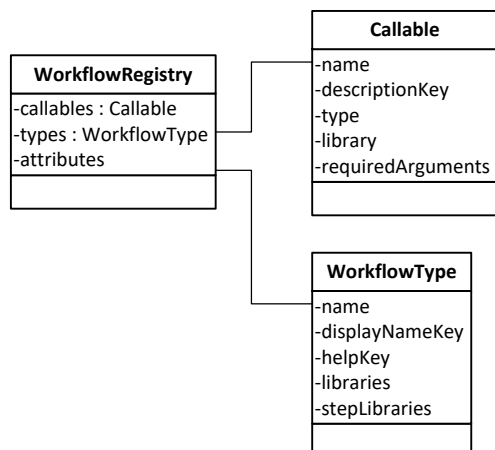 Callable
-name
-descriptionKey
-type
-library
-requiredArguments
WorkflowRegistry
-callables : Callable
-types : WorkflowType
-attributes
WorkflowType
-name
-displayNameKey
-helpKey
-libraries
-stepLibraries